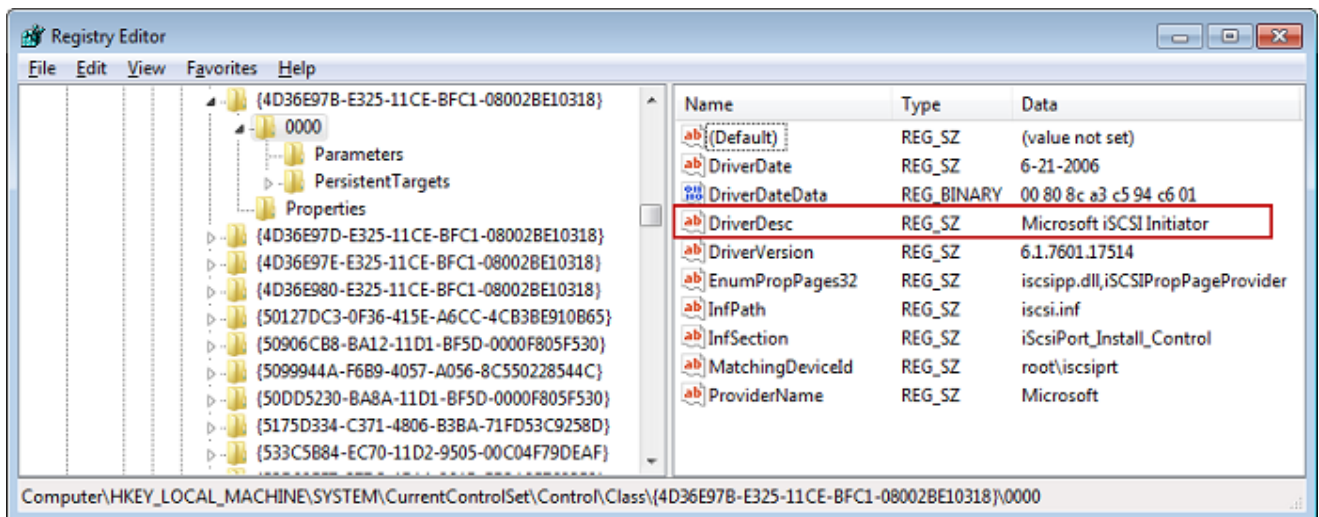 Registry Editor
File Edit View Favorites Help
{4D36E97B-E325-11CE-BFC1-08002BE10318}
0000
Parameters
PersistentTargets
Properties
{4D36E97D-E325-11CE-BFC1-08002BE10318}
{4D36E97E-E325-11CE-BFC1-08002BE10318}
{4D36E980-E325-11CE-BFC1-08002BE10318}
{50127DC3-0F36-415E-A6CC-4CB3BE910B65}
{50906CB8-BA12-11D1-BF5D-0000F805F530}
{5099944A-F6B9-4057-A056-8C550228544C}
{50DD5230-BA8A-11D1-BF5D-0000F805F530}
{5175D334-C371-4806-B3BA-71FD53C9258D}
{533C5B84-EC70-11D2-9505-00C04F79DEAF}
Name Type Data
(Default) REG_SZ (value not set)
DriverDate REG_SZ 6-21-2006
DriverDateData REG_BINARY 00 80 8c a3 c5 94 c6 01
DriverDesc REG_SZ Microsoft iSCSI Initiator
DriverVersion REG_SZ 6.1.7601.17514
EnumPropPages32 REG_SZ iscsipp.dll,iSCSIPropPageProvider
InfPath REG_SZ iscsi.inf
InfSection REG_SZ iScsiPort_Install_Control
MatchingDeviceId REG_SZ root\iscsiprt
ProviderName REG_SZ Microsoft
Computer\HKEY_LOCAL_MACHINE\SYSTEM\CurrentControlSet\Control\Class\{4D36E97B-E325-11CE-BFC1-08002BE10318}\0000